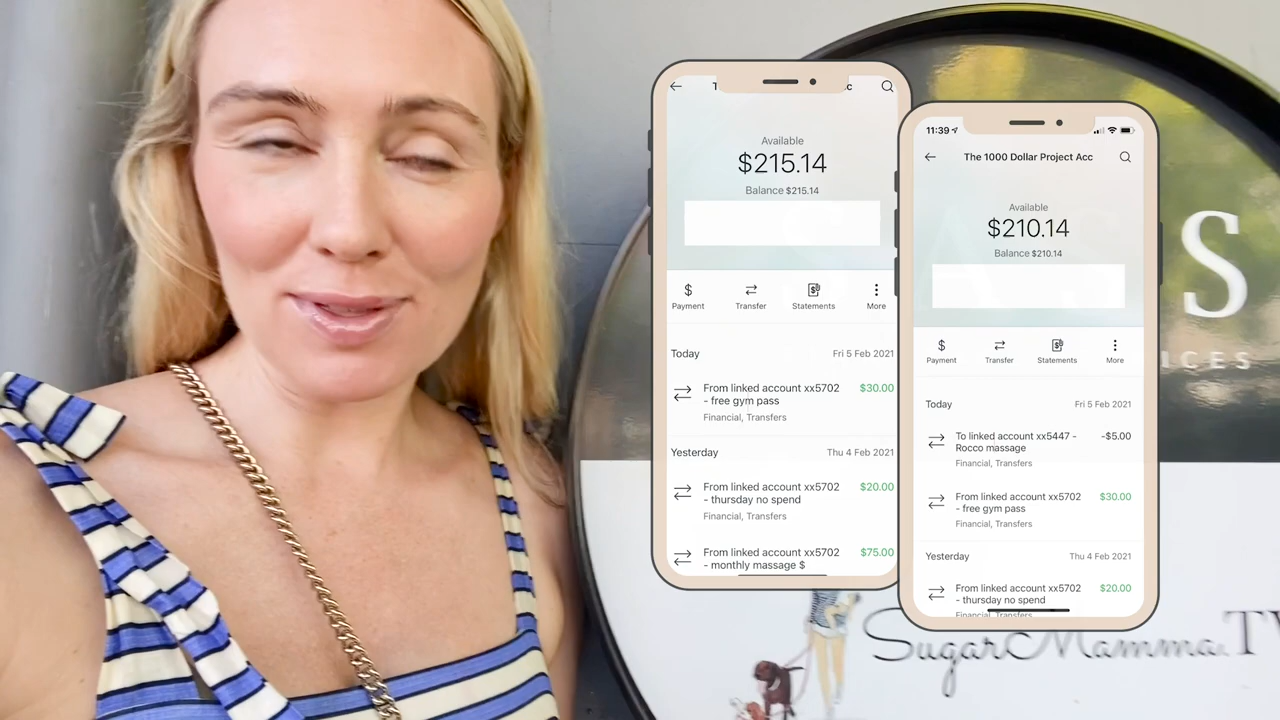 Available
$215.14
Balance $215.14
Payment
Transfer
Statements
More
Today
Fri 5 Feb 2021
From linked account xx5702
- free gym pass
$30.00
Financial, Transfers
Yesterday
Thu 4 Feb 2021
From linked account xx5702
- thursday no spend
$20.00
Financial, Transfers
From linked account xx5702
- monthly massage $
$75.00
11:39
The 1000 Dollar Project Acc
Available
$210.14
Balance $210.14
Payment
Transfer
Statements
More
Today
Fri 5 Feb 2021
To linked account xx5447 -
Rocco massage
-$5.00
Financial, Transfers
From linked account xx5702
- free gym pass
$30.00
Financial, Transfers
Yesterday
Thu 4 Feb 2021
From linked account xx5702
- thursday no spend
$20.00
Financial, Transfers
S
ICES
SugarMamma.TV